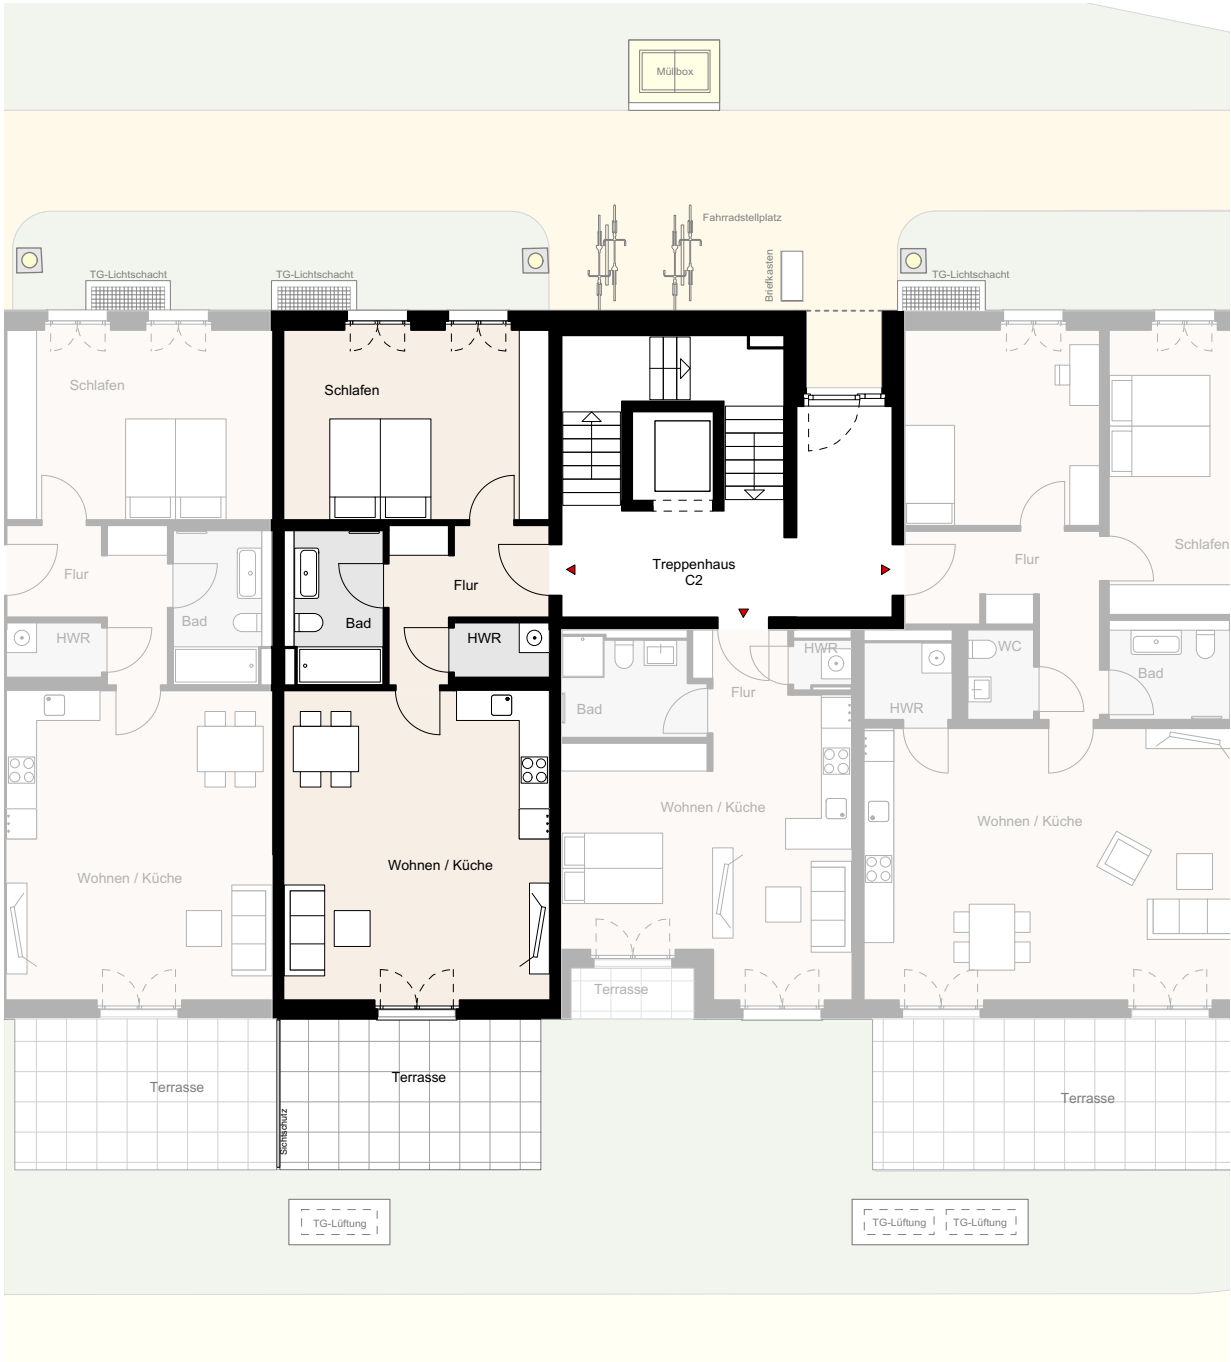 Müllbox
Fahrradstellplatz
Briefkasten
TG-Lichtschacht
TG-Lichtschacht
TG-Lichtschacht
Schlafen
Schlafen
Schlafen
Treppenhaus
C2
Flur
Flur
Flur
Bad
Bad
HWR
HWR
HWR
WC
Bad
Flur
Bad
HWR
Wohnen / Küche
Wohnen / Küche
Wohnen / Küche
Wohnen / Küche
Terrasse
Terrasse
Terrasse
Terrasse
Sichtschutz
TG-Lüftung
TG-Lüftung
TG-Lüftung